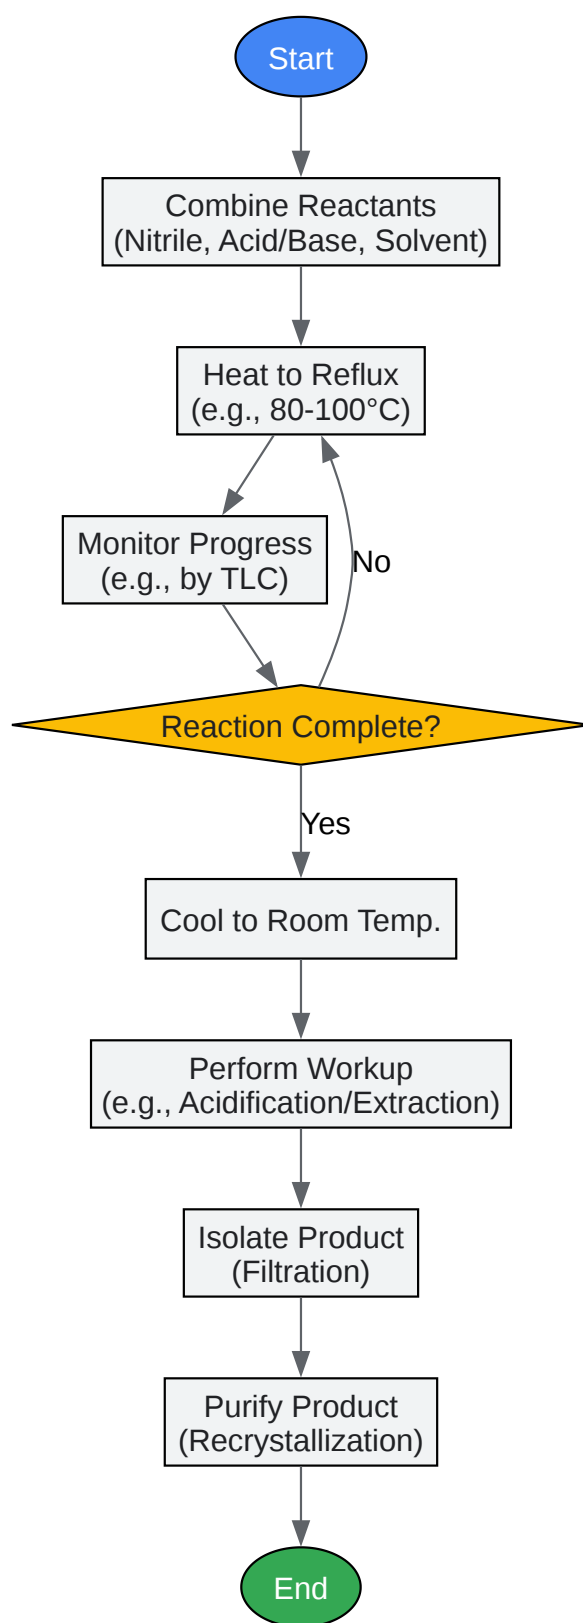 Start
Combine Reactants
(Nitrile, Acid/Base, Solvent)
Heat to Reflux
(e.g., 80-100°C)
Monitor Progress
(e.g., by TLC)
No
Reaction Complete?
Yes
Cool to Room Temp.
Perform Workup
(e.g., Acidification/Extraction)
Isolate Product
(Filtration)
Purify Product
(Recrystallization)
End